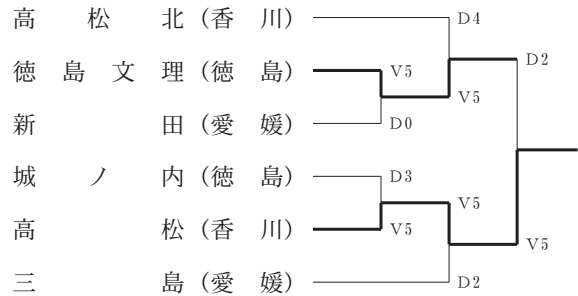 高松北(香川)
D4
D2
徳島文理(徳島)
V5
V5
新田(愛媛)
D0
城ノ内(徳島)
D3
V5
高松(香川)
V5
V5
三島(愛媛)
D2